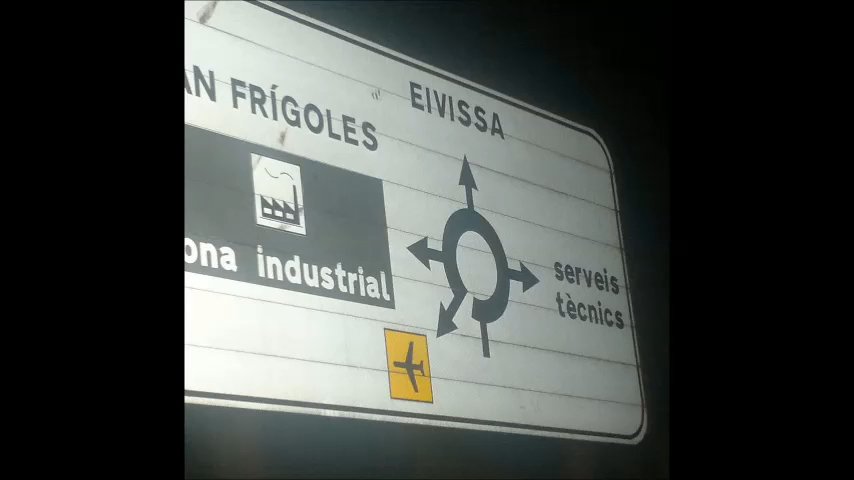 EIVISSA
AN FRÍGOLES
ona industrial
serveis
tècnics